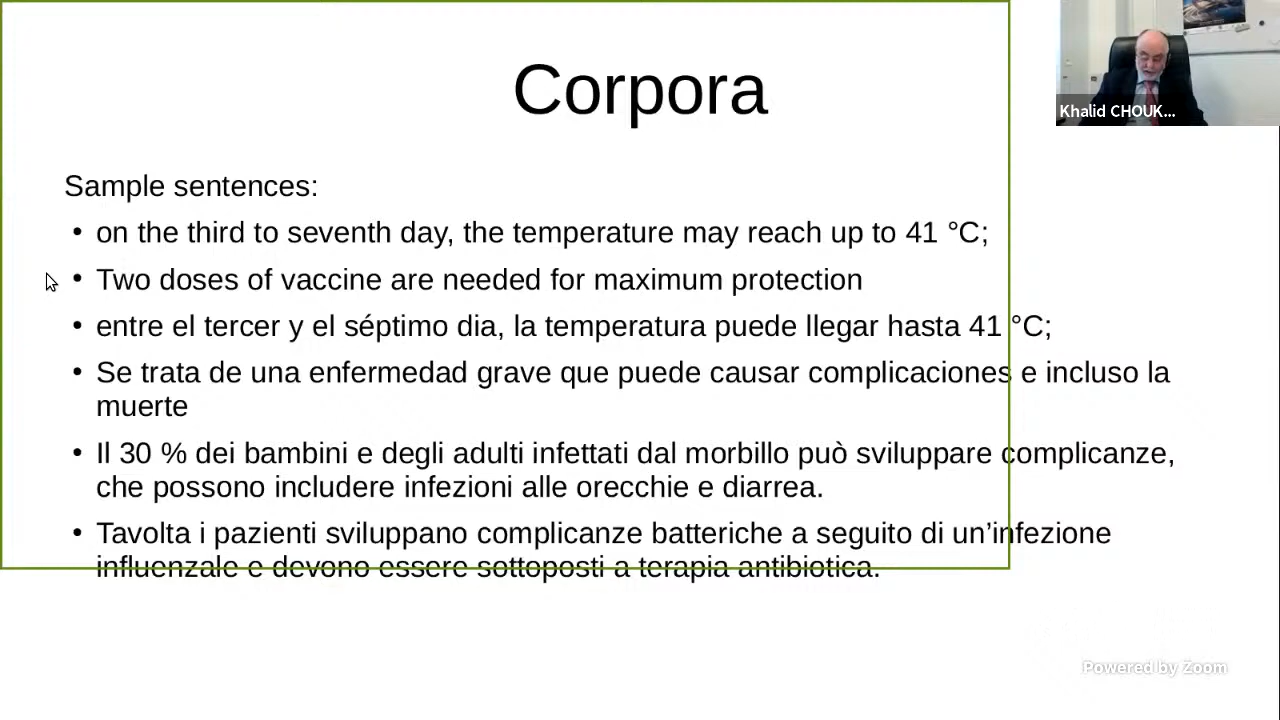 Corpora
Khalid CHOUK...
Sample sentences:
• on the third to seventh day, the temperature may reach up to 41 °C;
• Two doses of vaccine are needed for maximum protection
• entre el tercer y el séptimo dia, la temperatura puede llegar hasta 41 °C;
• Se trata de una enfermedad grave que puede causar complicaciones e incluso la
muerte
• Il 30 % dei bambini e degli adulti infettati dal morbillo può sviluppare complicanze,
che possono includere infezioni alle orecchie e diarrea.
• Tavolta i pazienti sviluppano complicanze batteriche a seguito di un’infezione
influenzale e devono essere sottoposti a terapia antibiotica.
Powered by Zoom